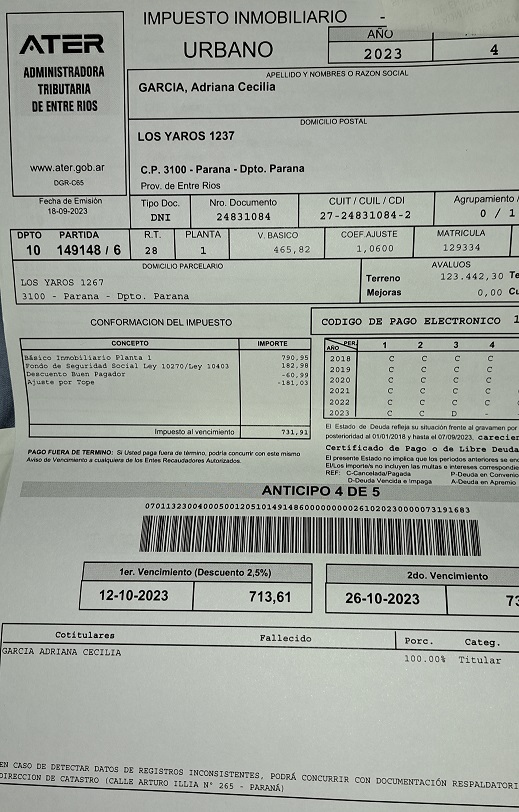 IMPUESTO INMOBILIARIO -
URBANO
AÑO
2023 4
ATER
ADMINISTRADORA
TRIBUTARIA
DE ENTRE RIOS
www.ater.gob.ar
DGR-C65
Fecha de Emisión
18-09-2023
APELLIDO Y NOMBRES O RAZON SOCIAL
GARCIA, Adriana Cecilia
DOMICILIO POSTAL
LOS YAROS 1237
C.P. 3100 - Parana - Dpto. Parana
Prov. de Entre Rios
Tipo Doc. Nro. Documento CUIT / CUIL / CDI Agrupamiento /
DNI 24831084 27-24831084-2 0 / 1
DPTO PARTIDA R.T. PLANTA V. BASICO COEF.AJUSTE MATRICULA
10 149148 / 6 28 1 465,82 1,0600 129334
DOMICILIO PARCELARIO AVALUOS
LOS YAROS 1267
3100 - Parana - Dpto. Parana
Terreno 123.442,30 Te
Mejoras 0,00 Cu
CONFORMACION DEL IMPUESTO
CONCEPTO IMPORTE
Básico Inmobiliario Planta 1 790,95
Fondo de Seguridad Social Ley 10270/Ley 10403 182,98
Descuento Buen Pagador -60,99
Ajuste por Tope -181,03
Impuesto al vencimiento 731,91
PAGO FUERA DE TERMINO: Si Usted paga fuera de término, podría concurrir con este mismo
Aviso de Vencimiento a cualquiera de los Entes Recaudadores Autorizados.
CODIGO DE PAGO ELECTRONICO 1
AÑO PER. 1 2 3 4
2018 C C C C
2019 C C C C
2020 C C C C
2021 C C C C
2022 C C C C
2023 C C D -
El Estado de Deuda refleja su situación frente al gravamen por
posterioridad al 01/01/2018 y hasta el 07/09/2023, carecien
Certificado de Pago o de Libre Deuda
El presente Estado no implica que los períodos anteriores se en
El/Los importe/s no incluyen las multas e intereses correspondie
REF: C-Cancelada/Pagada P-Deuda en Convenio
D-Deuda Vencida e Impaga A-Deuda en Apremio
ANTICIPO 4 DE 5
1er. Vencimiento (Descuento 2,5%) 2do. Vencimiento
12-10-2023 713,61 26-10-2023 73
Cotitulares Fallecido Porc. Categ.
GARCIA ADRIANA CECILIA 100.00% Titular
EN CASO DE DETECTAR DATOS DE REGISTROS INCONSISTENTES, PODRÁ CONCURRIR CON DOCUMENTACIÓN RESPALDATORI
DIRECCION DE CATASTRO (CALLE ARTURO ILLIA N° 265 - PARANÁ)